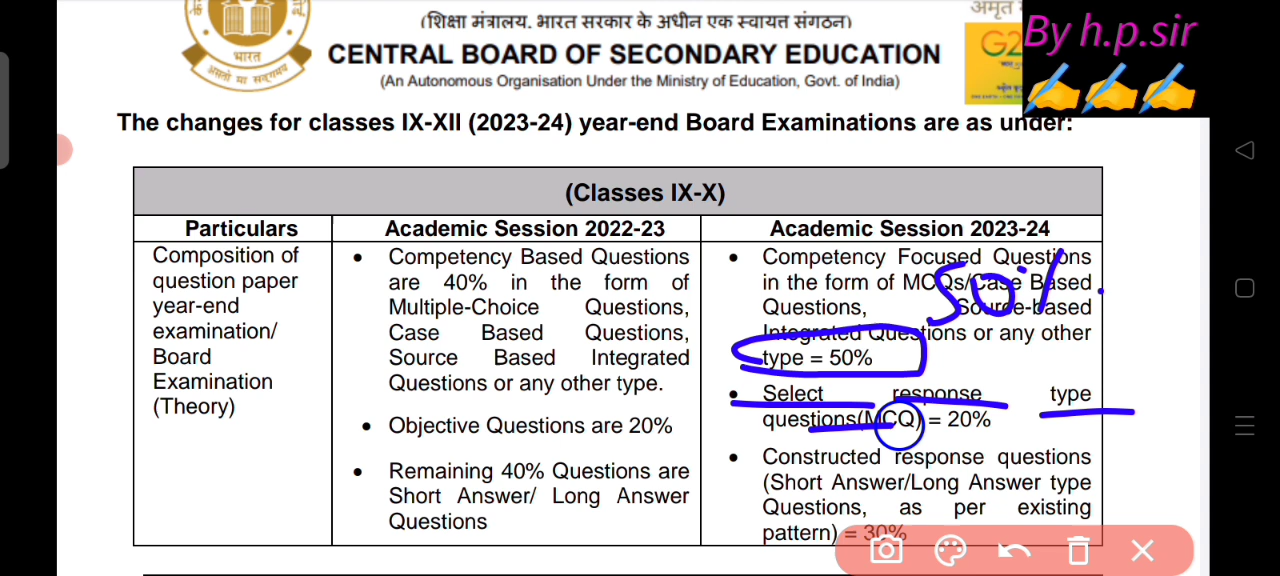 अमृत
(शिक्षा मंत्रालय, भारत सरकार के अधीन एक स्वायत्त संगठन)
By h.p.sir
भारत
असतो मा सद्गमय
CENTRAL BOARD OF SECONDARY EDUCATION
G2
(An Autonomous Organisation Under the Ministry of Education, Govt. of India)
The changes for classes IX-XII (2023-24) year-end Board Examinations are as under:
(Classes IX-X)
Particulars
Academic Session 2022-23
Academic Session 2023-24
Composition of
question paper
year-end
examination/
Board
Examination
(Theory)
• Competency Based Questions
are 40% in the form of
Multiple-Choice Questions,
Case Based Questions,
Source Based Integrated
Questions or any other type.
• Objective Questions are 20%
• Remaining 40% Questions are
Short Answer/ Long Answer
Questions
• Competency Focused Questions
in the form of MCQs/Case Based
Questions, Source-based
Integrated Questions or any other
type = 50%
50%
• Select response type
questions(MCQ) = 20%
• Constructed response questions
(Short Answer/Long Answer type
Questions, as per existing
pattern) = 30%